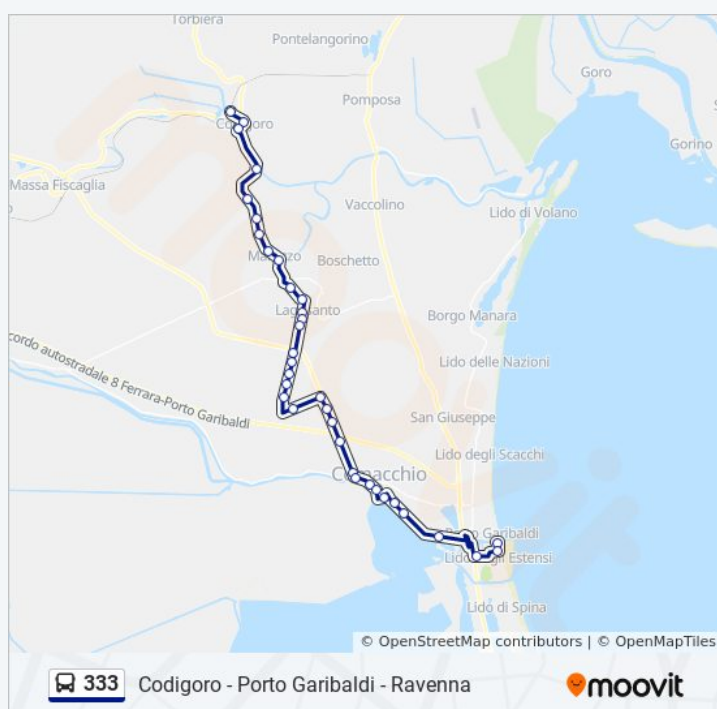 Torbiera
Pontelangorino
Goro
Pomposa
Codigoro
Gorino
Massa Fiscaglia
Vaccolino
Lido di Volano
Boschetto
Borgo Manara
Lido delle Nazioni
cordo autostradale 8 Ferrara-Porto Garibaldi
San Giuseppe
Lido degli Scacchi
Comacchio
Porto Garibaldi
Lido degli Estensi
Lido di Spina
© OpenStreetMap contributors | © OpenMapTiles
333 Codigoro - Porto Garibaldi - Ravenna
moovit